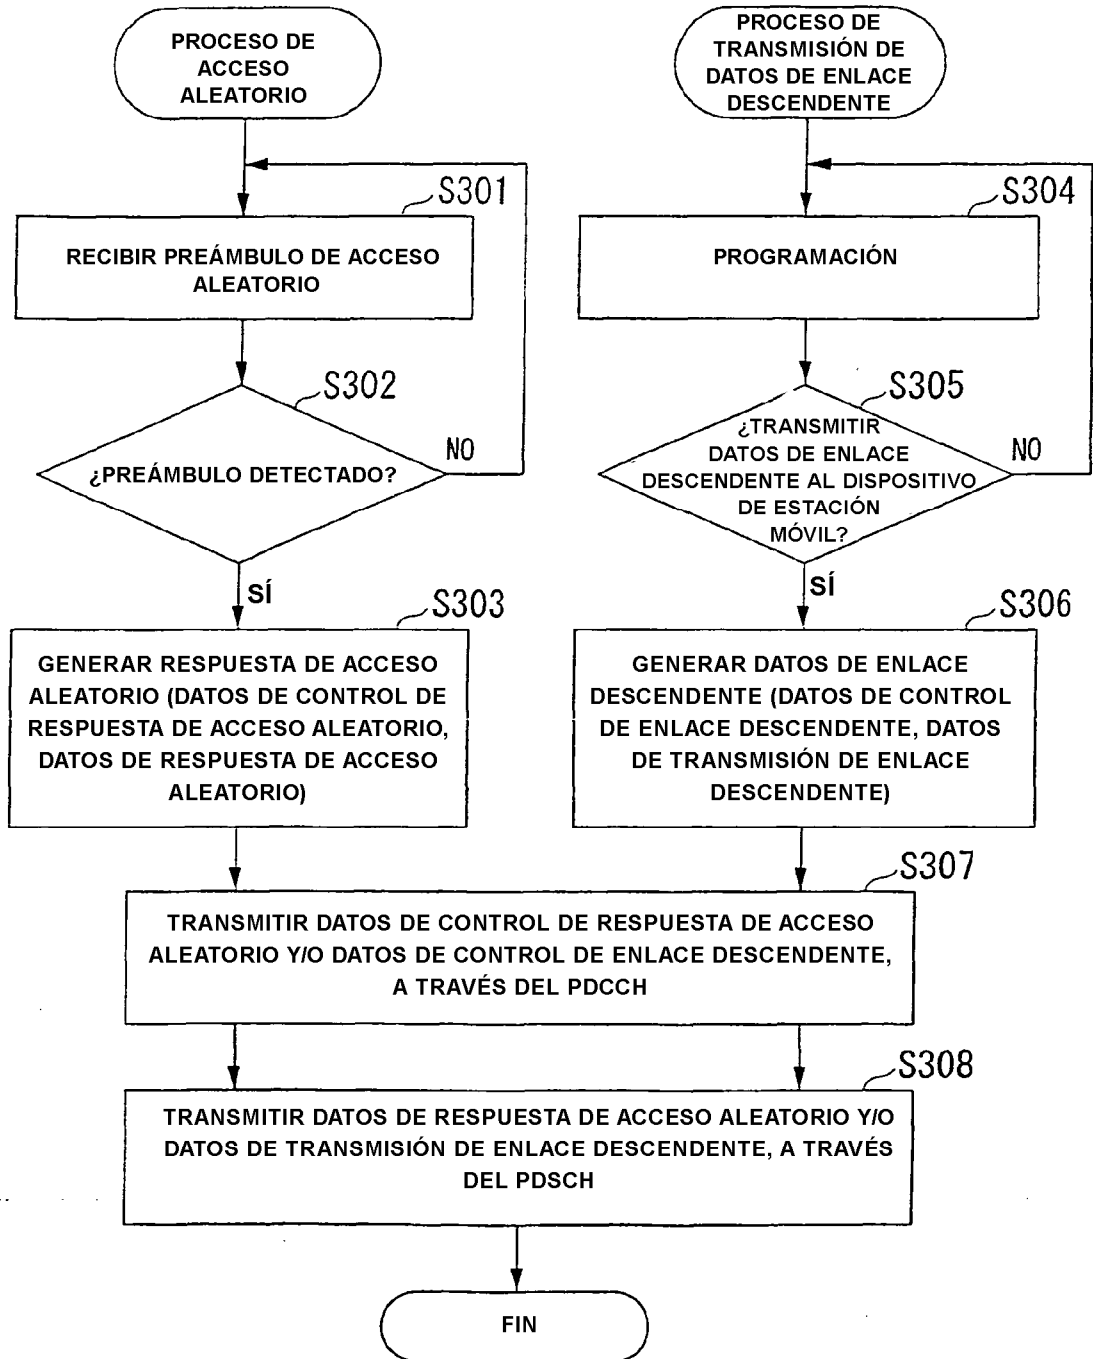 PROCESO DE
ACCESO
ALEATORIO
S301
RECIBIR PREÁMBULO DE ACCESO
ALEATORIO
S302
¿PREÁMBULO DETECTADO?
NO
SÍ
S303
GENERAR RESPUESTA DE ACCESO
ALEATORIO (DATOS DE CONTROL DE
RESPUESTA DE ACCESO ALEATORIO,
DATOS DE RESPUESTA DE ACCESO
ALEATORIO)
PROCESO DE
TRANSMISIÓN DE
DATOS DE ENLACE
DESCENDENTE
S304
PROGRAMACIÓN
S305
¿TRANSMITIR
DATOS DE ENLACE
DESCENDENTE AL DISPOSITIVO
DE ESTACIÓN
MÓVIL?
NO
SÍ
S306
GENERAR DATOS DE ENLACE
DESCENDENTE (DATOS DE CONTROL
DE ENLACE DESCENDENTE, DATOS
DE TRANSMISIÓN DE ENLACE
DESCENDENTE)
S307
TRANSMITIR DATOS DE CONTROL DE RESPUESTA DE ACCESO
ALEATORIO Y/O DATOS DE CONTROL DE ENLACE DESCENDENTE,
A TRAVÉS DEL PDCCH
S308
TRANSMITIR DATOS DE RESPUESTA DE ACCESO ALEATORIO Y/O
DATOS DE TRANSMISIÓN DE ENLACE DESCENDENTE, A TRAVÉS
DEL PDSCH
FIN